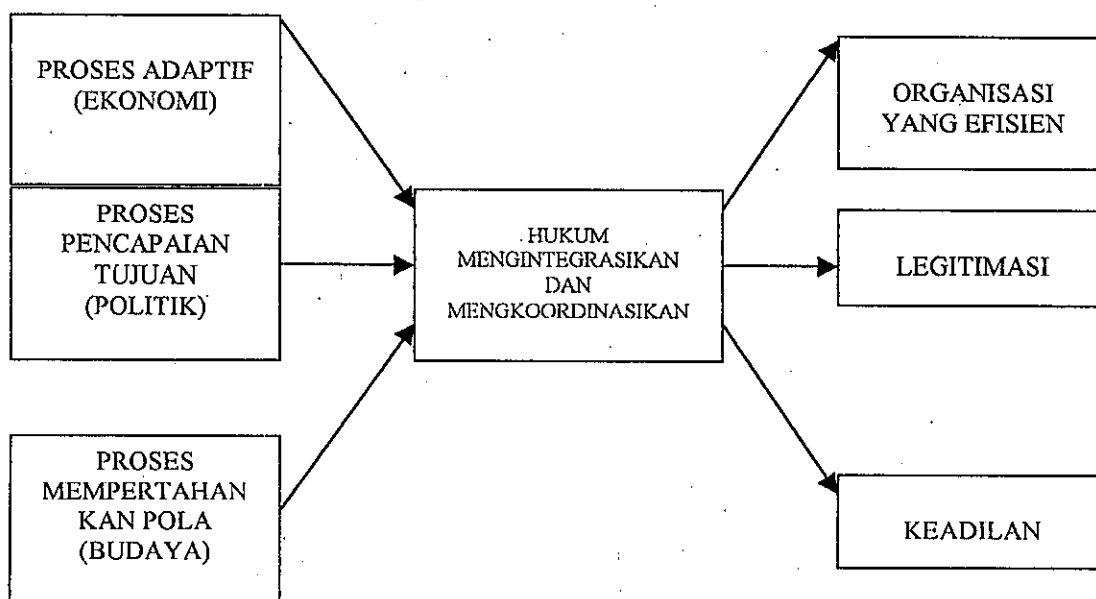 PROSES ADAPTIF
(EKONOMI)
PROSES
PENCAPAIAN
TUJUAN
(POLITIK)
PROSES
MEMPERTAHAN
KAN POLA
(BUDAYA)
HUKUM
MENGINTEGRASIKAN
DAN
MENGKOORDINASIKAN
ORGANISASI
YANG EFISIEN
LEGITIMASI
KEADILAN